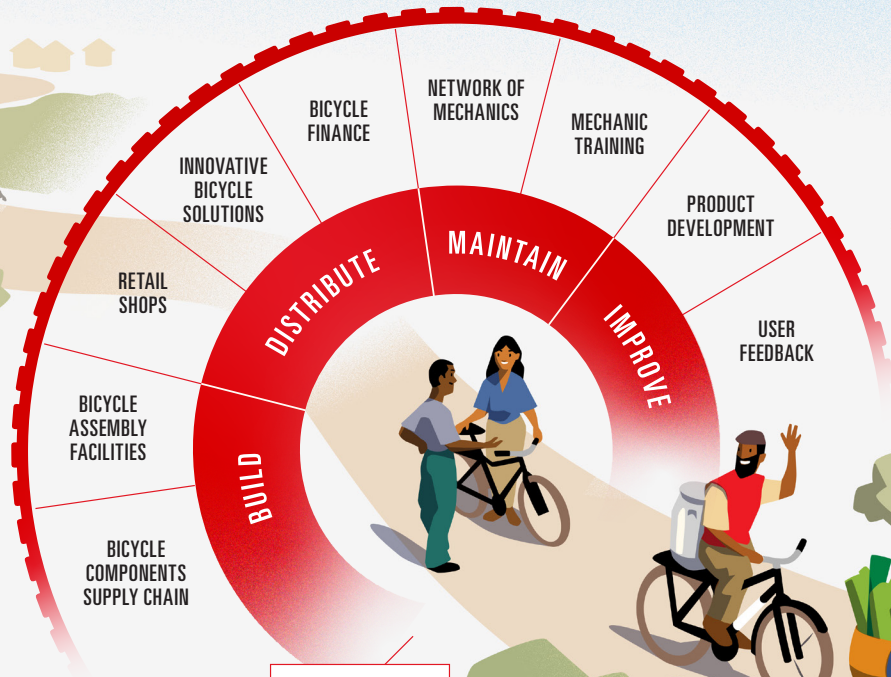 BICYCLE
COMPONENTS
SUPPLY CHAIN
BICYCLE
ASSEMBLY
FACILITIES
BUILD
RETAIL
SHOPS
INNOVATIVE
BICYCLE
SOLUTIONS
BICYCLE
FINANCE
DISTRIBUTE
NETWORK OF
MECHANICS
MECHANIC
TRAINING
MAINTAIN
PRODUCT
DEVELOPMENT
USER
FEEDBACK
IMPROVE